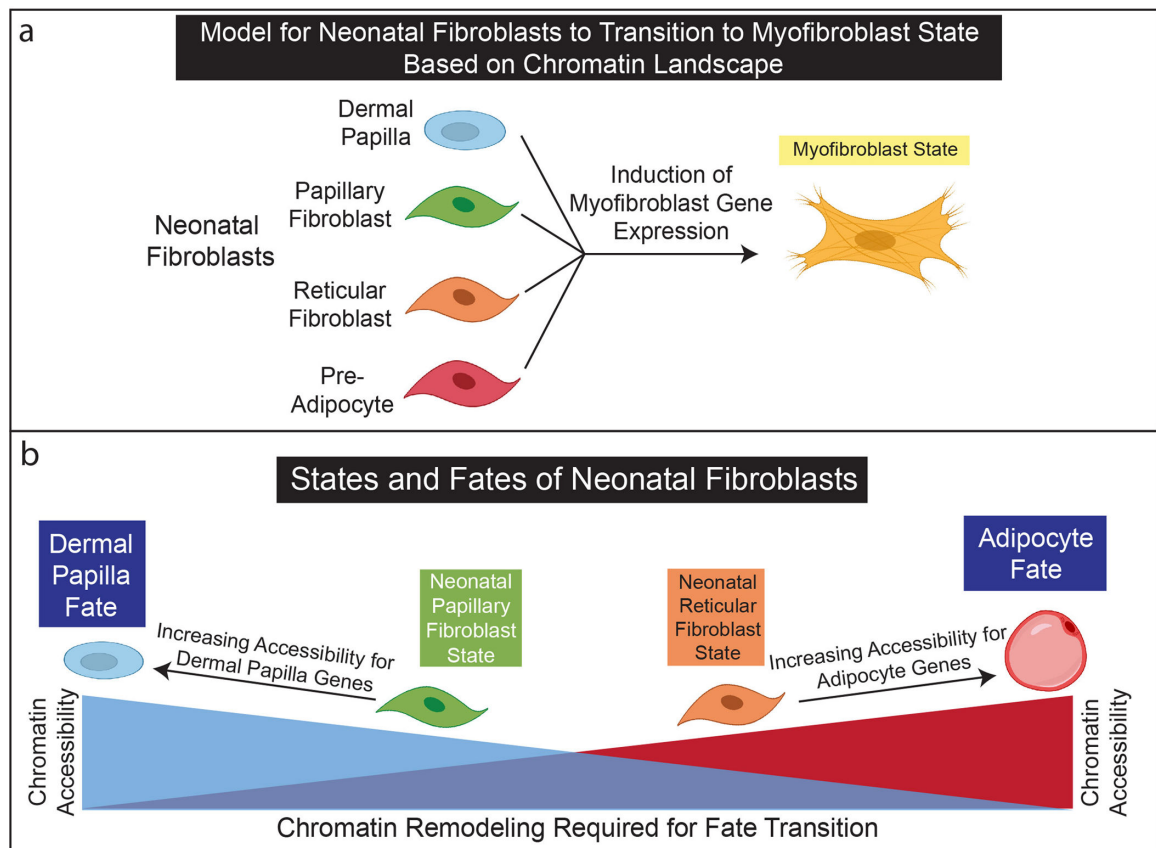 a
Model for Neonatal Fibroblasts to Transition to Myofibroblast State
Based on Chromatin Landscape
Dermal
Papilla
Papillary
Fibroblast
Neonatal
Fibroblasts
Reticular
Fibroblast
Pre-
Adipocyte
Induction of
Myofibroblast Gene
Expression
Myofibroblast State
b
States and Fates of Neonatal Fibroblasts
Dermal
Papilla
Fate
Increasing Accessibility for
Dermal Papilla Genes
Neonatal
Papillary
Fibroblast
State
Neonatal
Reticular
Fibroblast
State
Increasing Accessibility for
Adipocyte Genes
Adipocyte
Fate
Chromatin
Accessibility
Chromatin
Accessibility
Chromatin Remodeling Required for Fate Transition